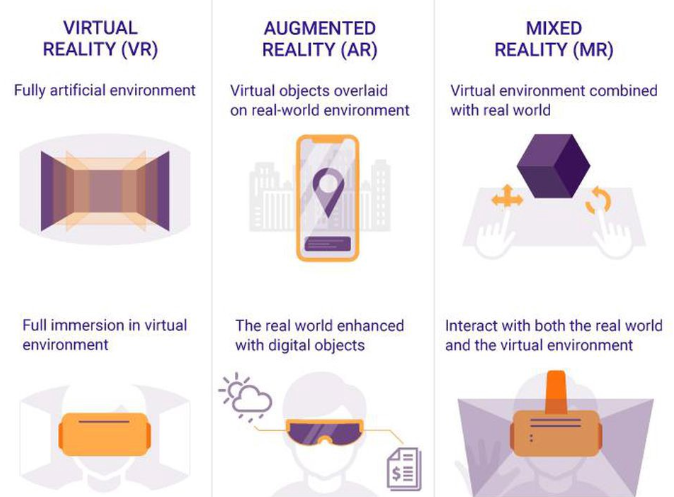 VIRTUAL
REALITY (VR)
Fully artificial environment
Full immersion in virtual
environment
AUGMENTED
REALITY (AR)
Virtual objects overlaid
on real-world environment
The real world enhanced
with digital objects
$
MIXED
REALITY (MR)
Virtual environment combined
with real world
Interact with both the real world
and the virtual environment